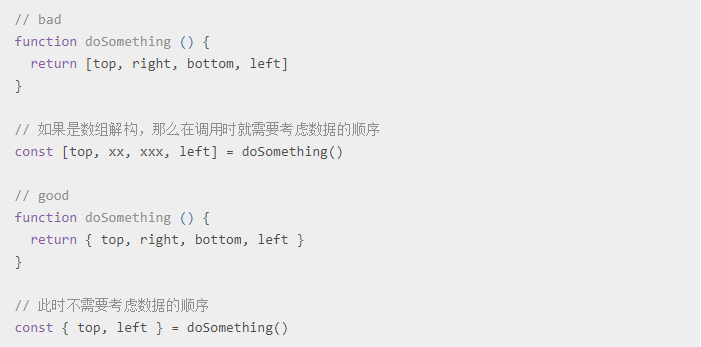 // bad
function doSomething () {
  return [top, right, bottom, left]
}
// 如果是数组解构，那么在调用时就需要考虑数据的顺序
const [top, xx, xxx, left] = doSomething()
// good
function doSomething () {
  return { top, right, bottom, left }
}
// 此时不需要考虑数据的顺序
const { top, left } = doSomething()